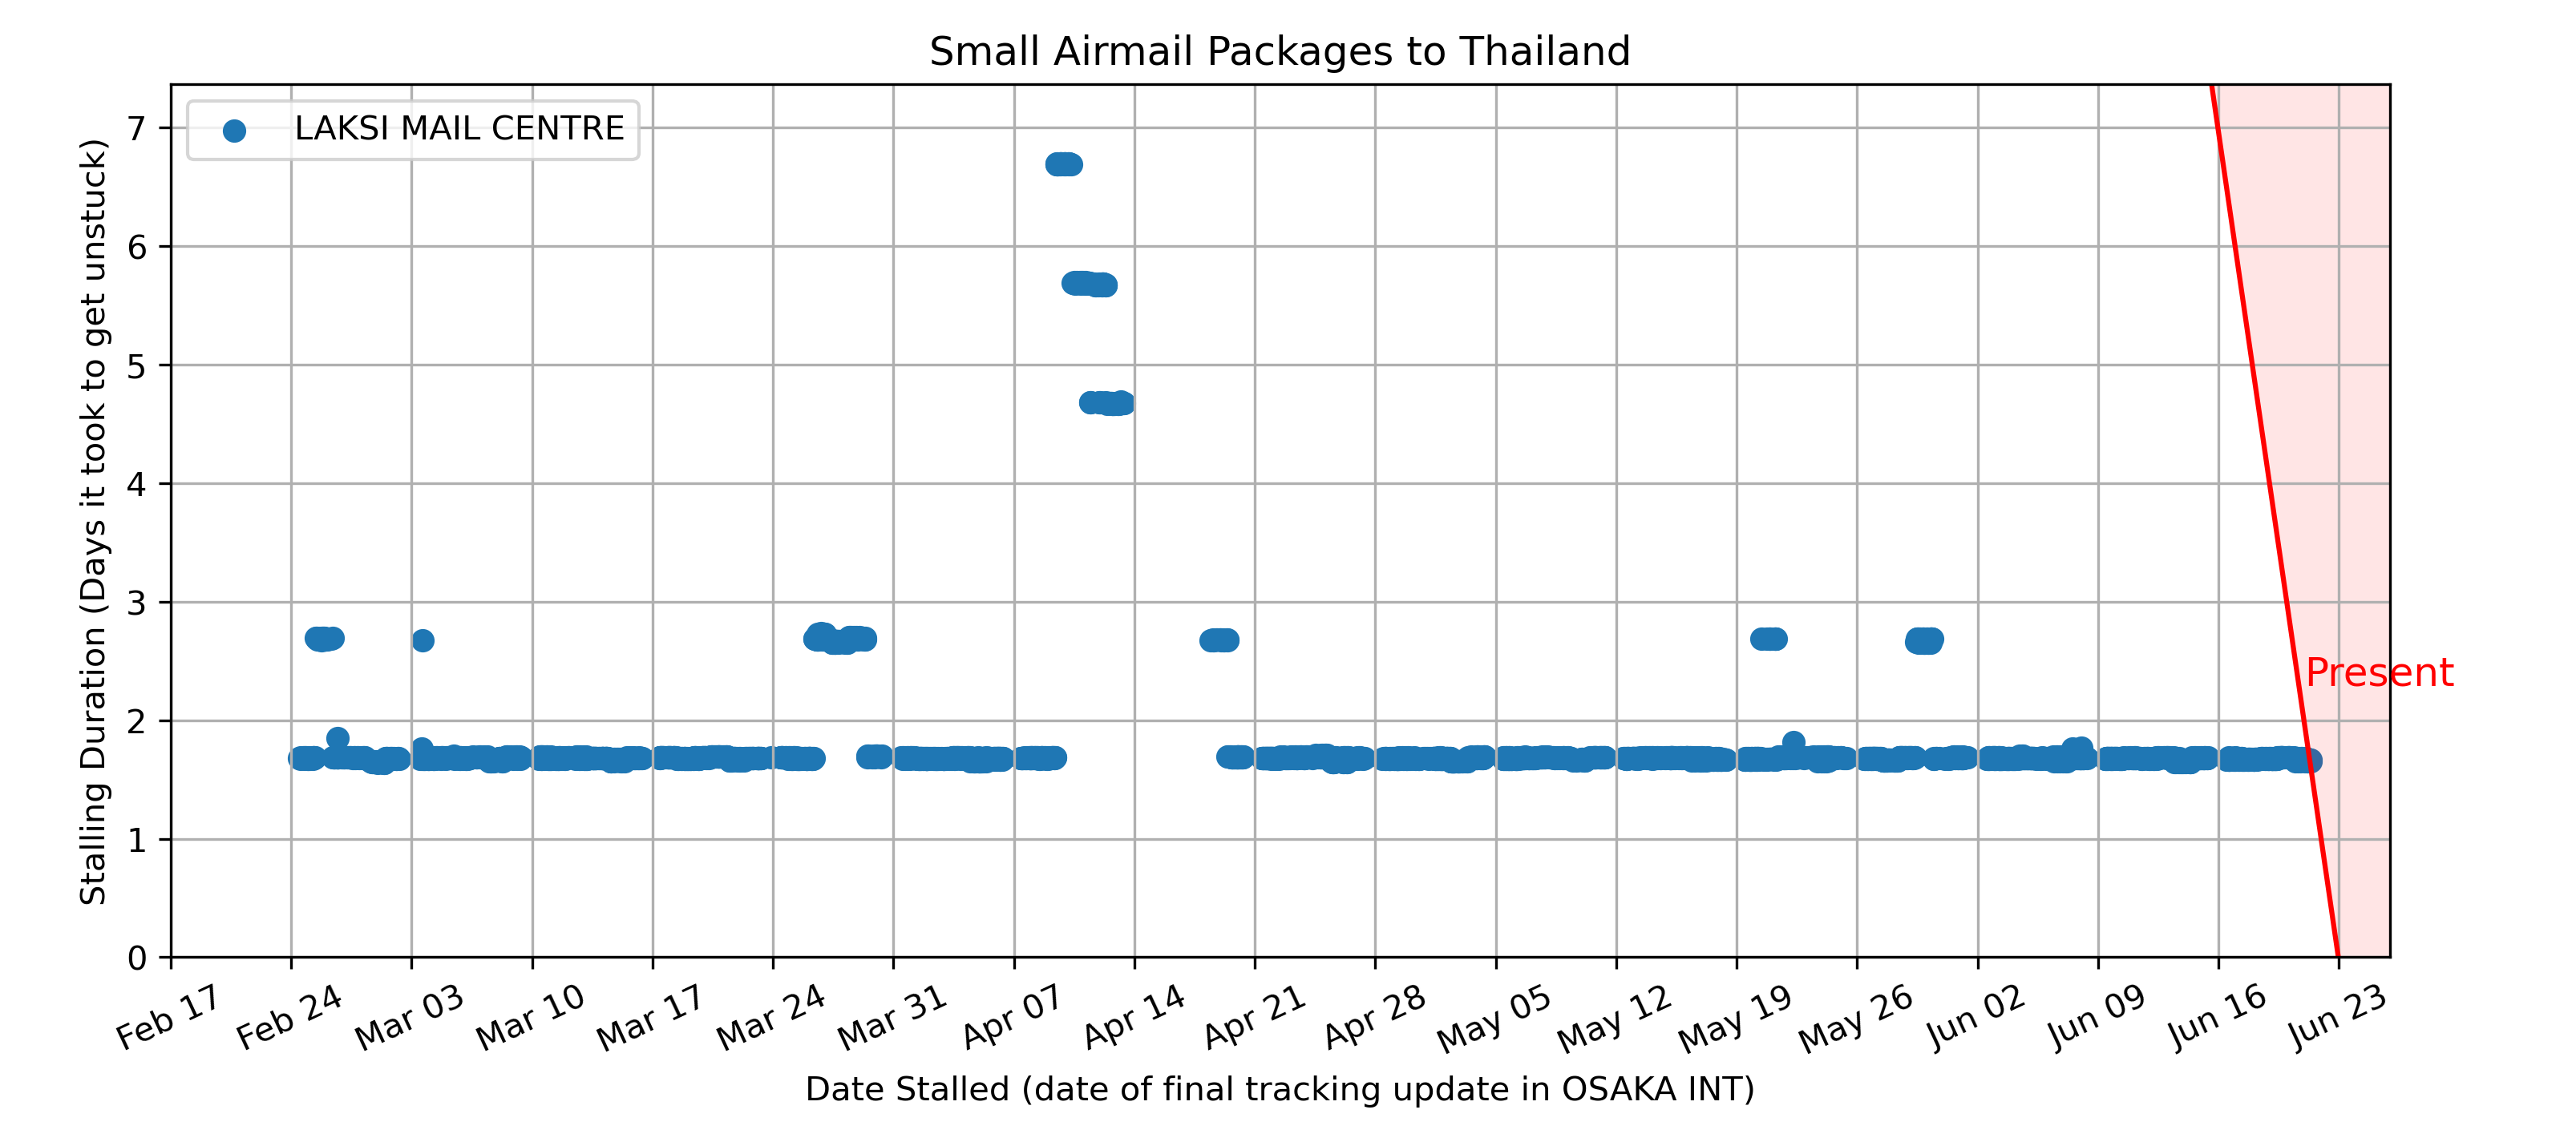 Small Airmail Packages to Thailand
LAKSI MAIL CENTRE
Stalling Duration (Days it took to get unstuck)
7
6
5
4
3
2
1
0
Present
Feb 17 Feb 24 Mar 03 Mar 10 Mar 17 Mar 24 Mar 31 Apr 07 Apr 14 Apr 21 Apr 28 May 05 May 12 May 19 May 26 Jun 02 Jun 09 Jun 16 Jun 23
Date Stalled (date of final tracking update in OSAKA INT)